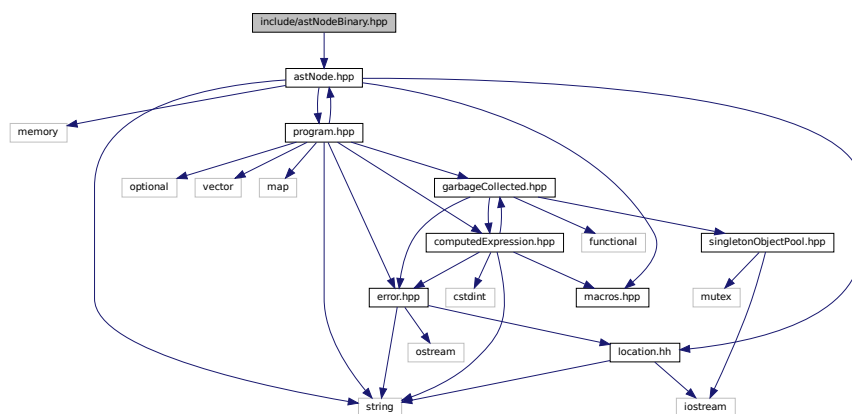 include/astNodeBinary.hpp
astNode.hpp
memory
program.hpp
optional
vector
map
garbageCollected.hpp
computedExpression.hpp
functional
singletonObjectPool.hpp
error.hpp
cstdint
macros.hpp
mutex
ostream
location.hh
string
iostream